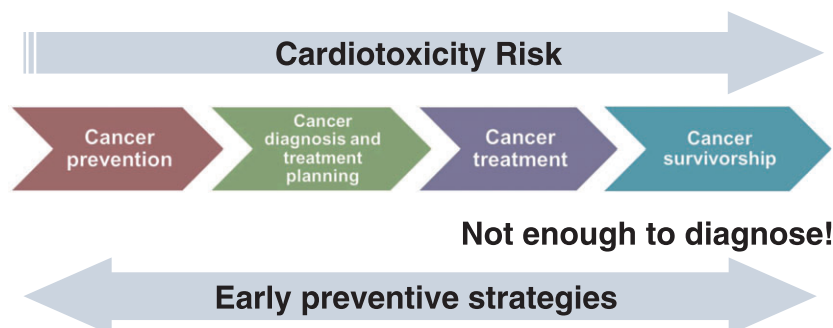 Cardiotoxicity Risk
Cancer
prevention
Cancer
diagnosis and
treatment
planning
Cancer
treatment
Cancer
survivorship
Not enough to diagnose!
Early preventive strategies